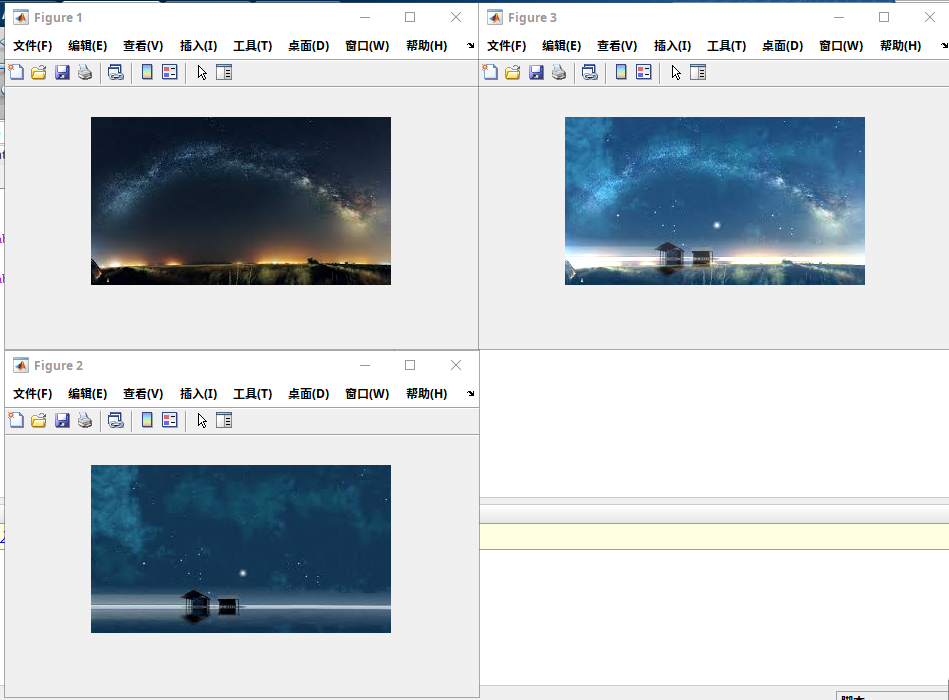 Figure 1
文件(F) 编辑(E) 查看(V) 插入(I) 工具(T) 桌面(D) 窗口(W) 帮助(H)
Figure 3
文件(F) 编辑(E) 查看(V) 插入(I) 工具(T) 桌面(D) 窗口(W) 帮助(H)
Figure 2
文件(F) 编辑(E) 查看(V) 插入(I) 工具(T) 桌面(D) 窗口(W) 帮助(H)